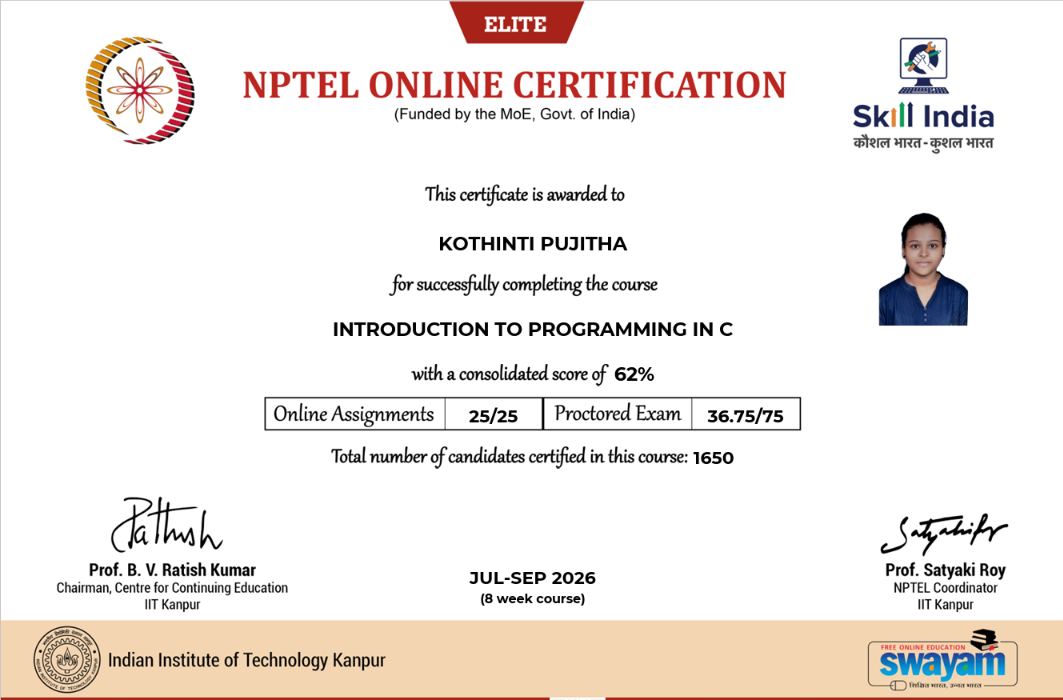 ELITE
NPTEL ONLINE CERTIFICATION
(Funded by the MoE, Govt. of India)
Skill India
कौशल भारत - कुशल भारत
This certificate is awarded to
KOTHINTI PUJITHA
for successfully completing the course
INTRODUCTION TO PROGRAMMING IN C
with a consolidated score of 62%
Online Assignments 25/25 Proctored Exam 36.75/75
Total number of candidates certified in this course: 1650
Prof. B. V. Ratish Kumar
Chairman, Centre for Continuing Education
IIT Kanpur
JUL-SEP 2026
(8 week course)
Prof. Satyaki Roy
NPTEL Coordinator
IIT Kanpur
Indian Institute of Technology Kanpur
FREE ONLINE EDUCATION
swayam
शिक्षित भारत, उन्नत भारत